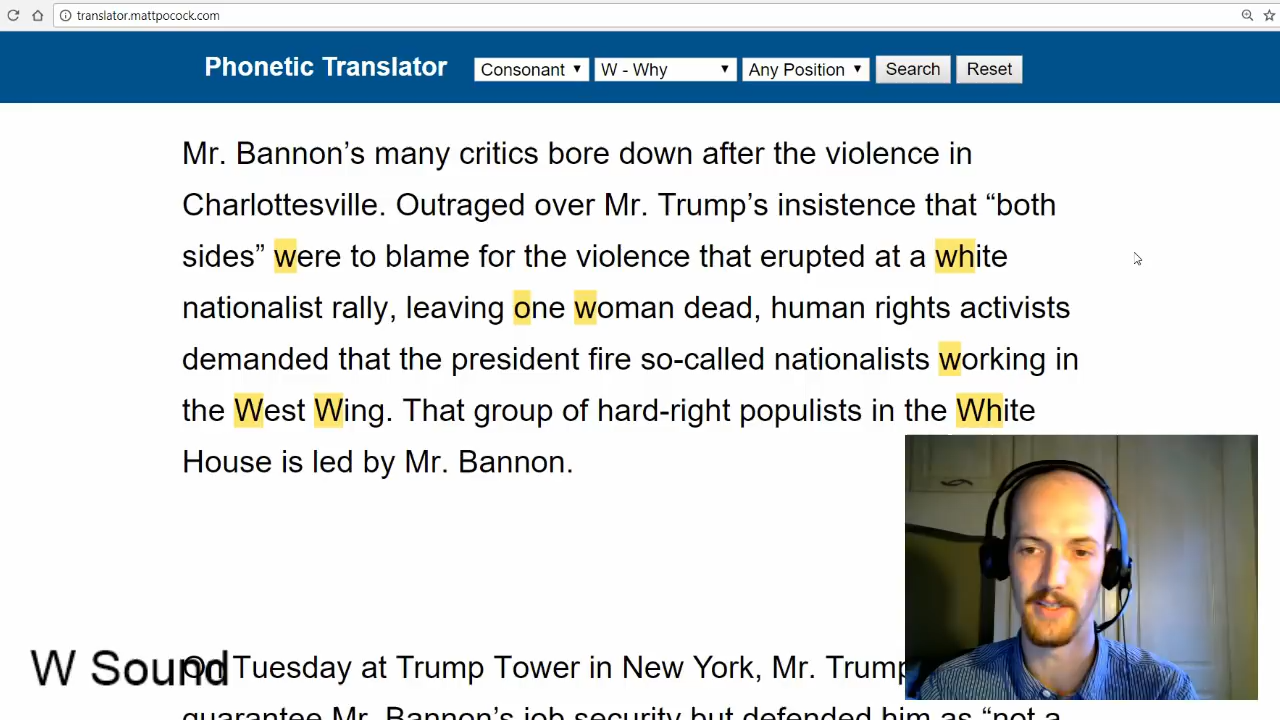 translator.mattpocock.com
Phonetic Translator Consonant W - Why Any Position Search Reset
Mr. Bannon’s many critics bore down after the violence in
Charlottesville. Outraged over Mr. Trump’s insistence that “both
sides” were to blame for the violence that erupted at a white
nationalist rally, leaving one woman dead, human rights activists
demanded that the president fire so-called nationalists working in
the West Wing. That group of hard-right populists in the White
House is led by Mr. Bannon.
W Sound
On Tuesday at Trump Tower in New York, Mr. Trump
guarantee Mr. Bannon’s job security but defended him as “not a